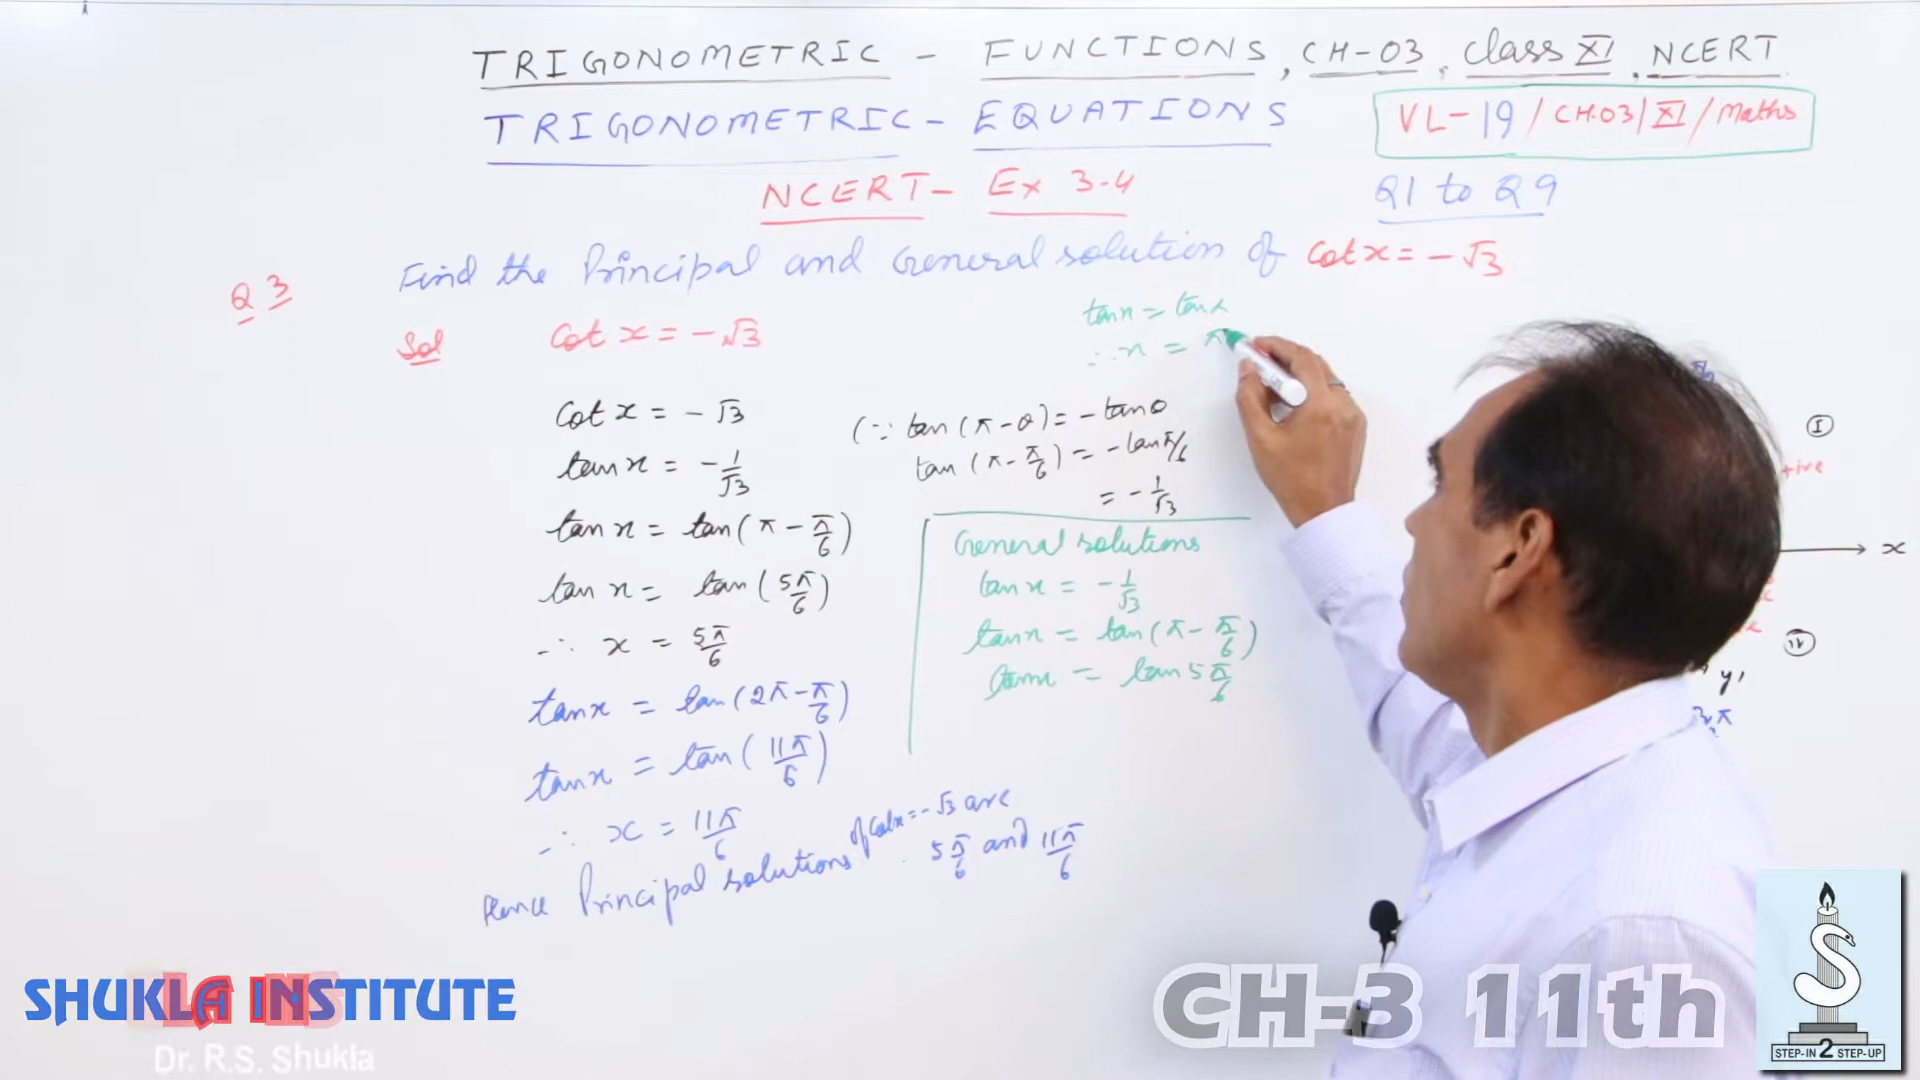 TRIGONOMETRIC - FUNCTIONS, CH-03, Class XI, NCERT
TRIGONOMETRIC - EQUATIONS
VL-19/CH.03/XI/Maths
NCERT- Ex 3.4
Q1 to Q9
Q3 Find the Principal and General solution of Cot x = -√3
Sol Cot x = -√3
tan x = tan α
∴ x =
Cot x = -√3
(∵ tan(π-θ) = -tanθ
tan x = -1/√3
tan(π-π/6) = -tan π/6
= -1/√3
tan x = tan(π-π/6)
tan x = tan(5π/6)
∴ x = 5π/6
tan x = tan(2π-π/6)
tan x = tan(11π/6)
∴ x = 11π/6
Hence Principal solutions of cot x = -√3 are 5π/6 and 11π/6
General solutions
tan x = -1/√3
tan x = tan(π-π/6)
tan x = tan 5π/6
I
+ive
x
IV
y'
SHUKLA INSTITUTE
Dr. R.S. Shukla
CH-3 11th
S
STEP-IN 2 STEP-UP